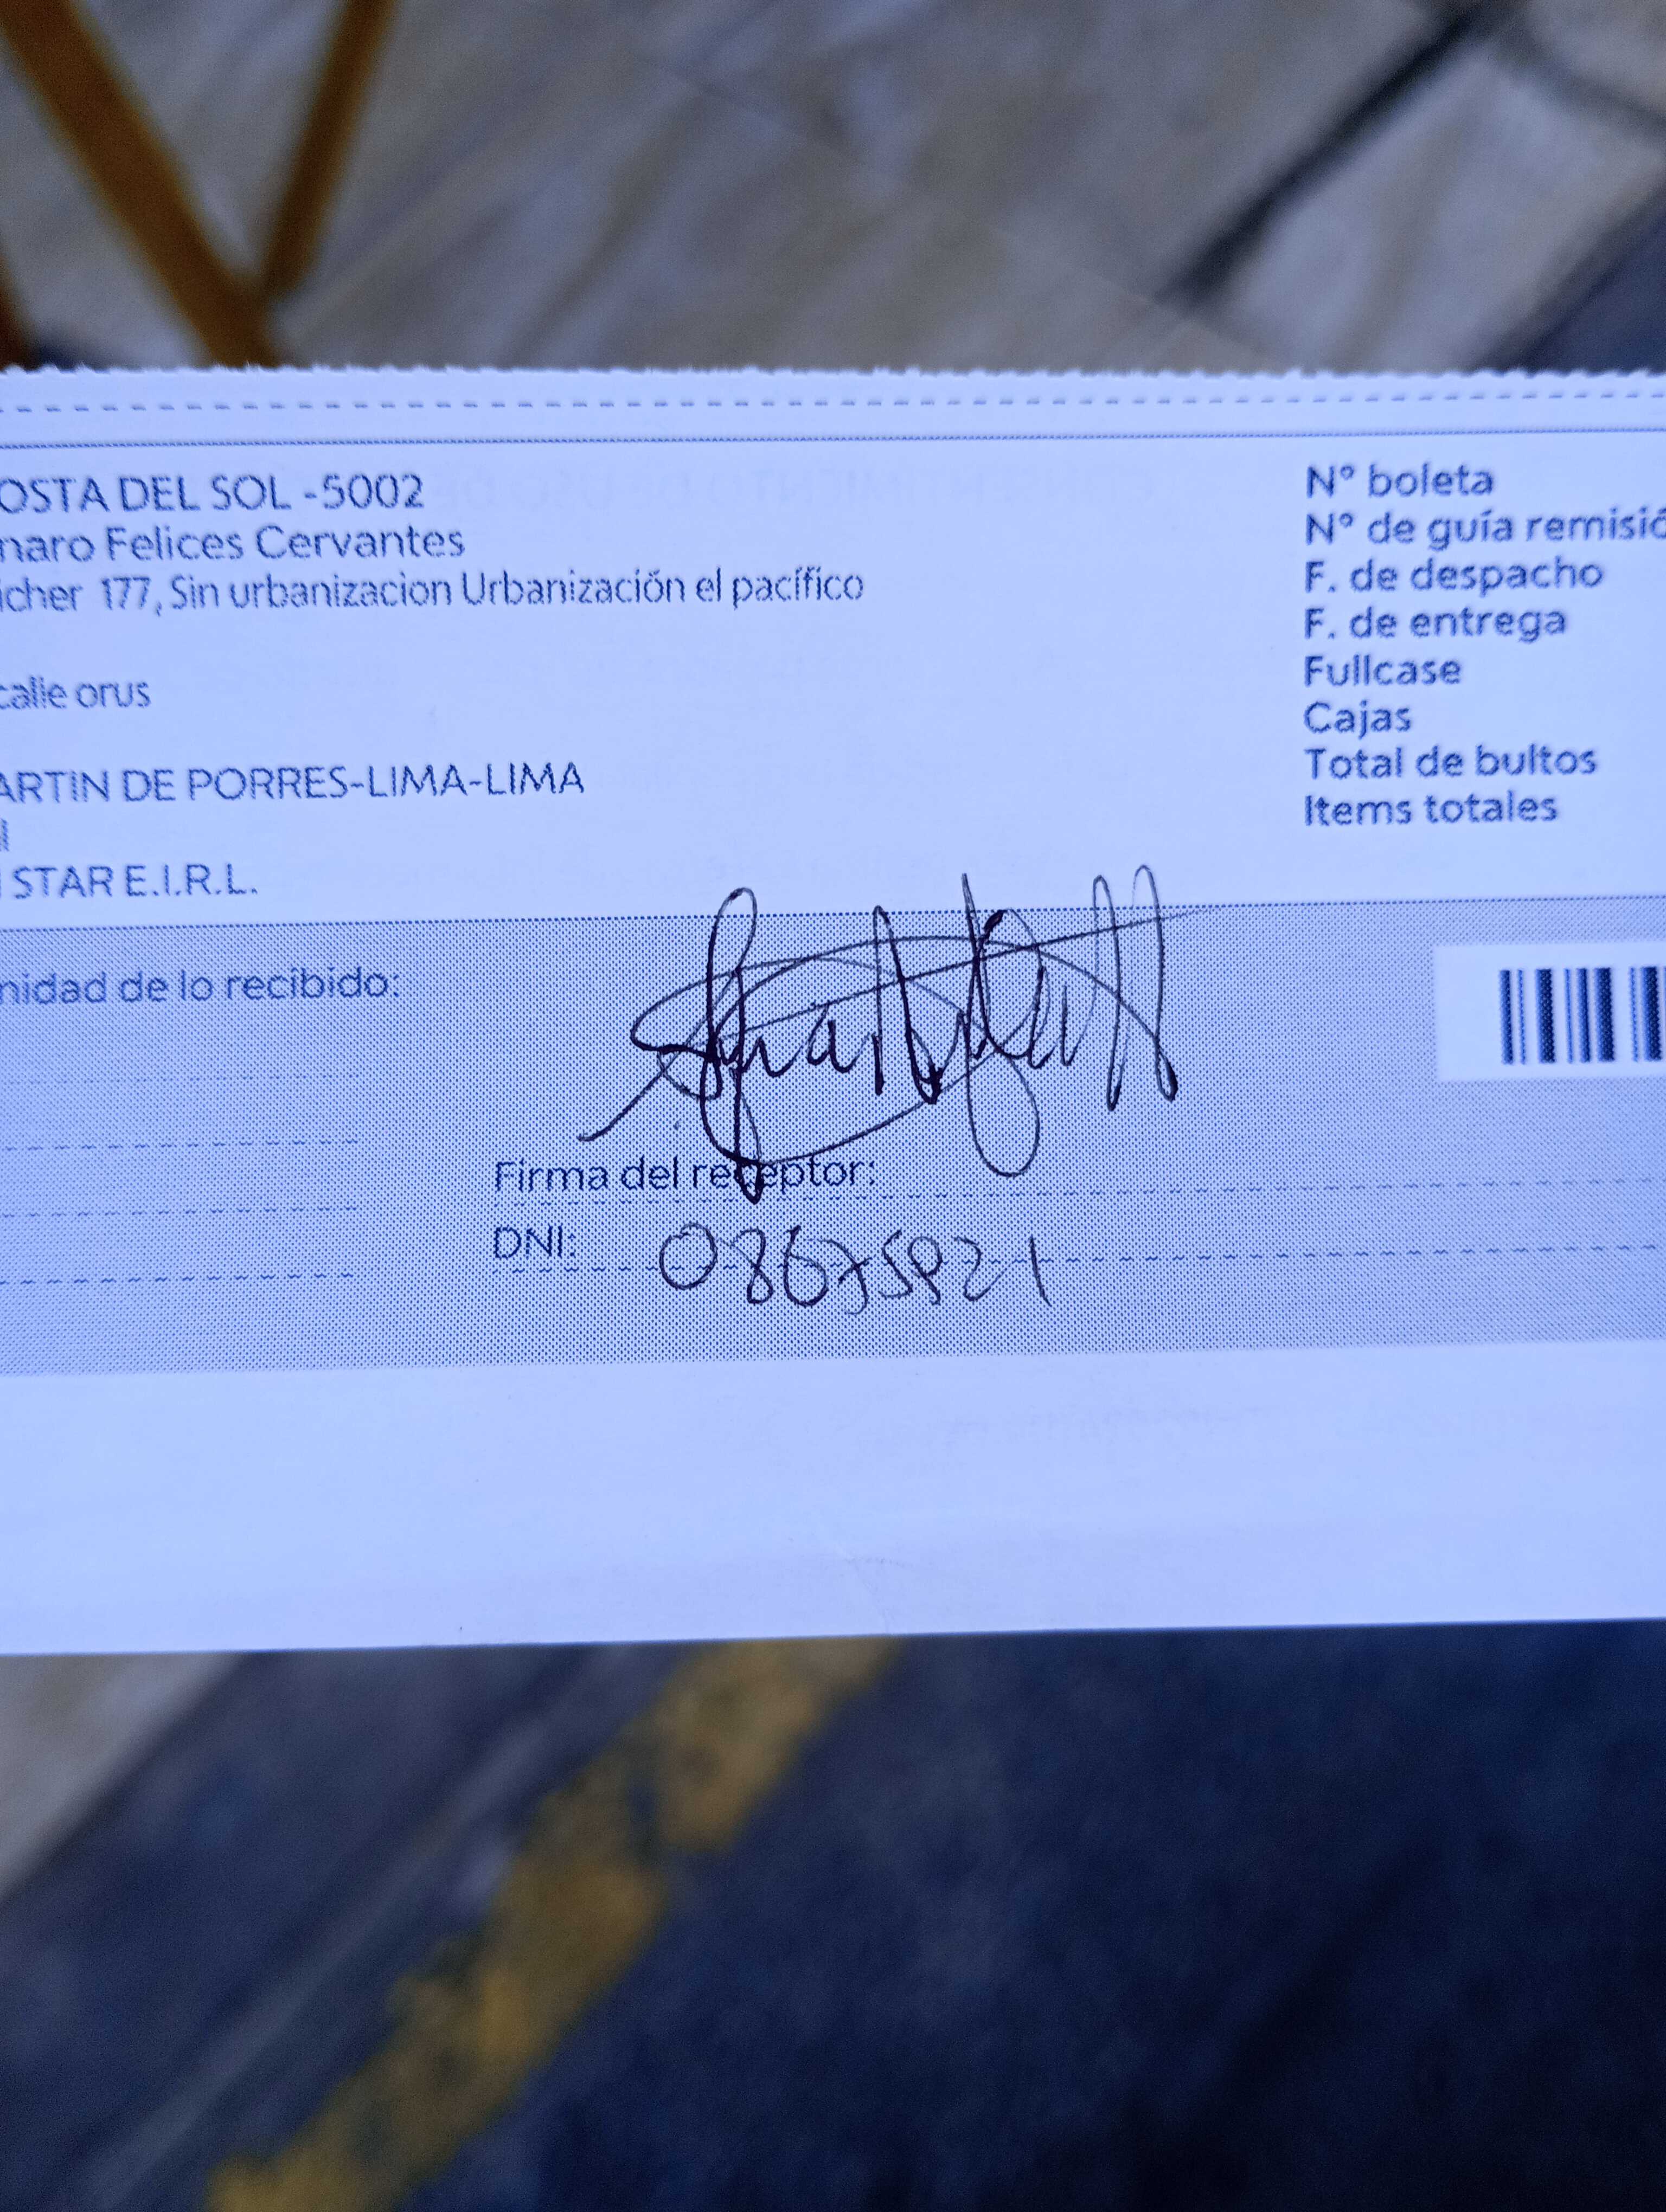 OSTA DEL SOL -5002
naro Felices Cervantes
icher 177, Sin urbanizacion Urbanización el pacífico
calle orus
ARTIN DE PORRES-LIMA-LIMA
STAR E.I.R.L.
N° boleta
N° de guía remisió
F. de despacho
F. de entrega
Fullcase
Cajas
Total de bultos
Items totales
nidad de lo recibido:
Firma del receptor:
DNI: 08675921